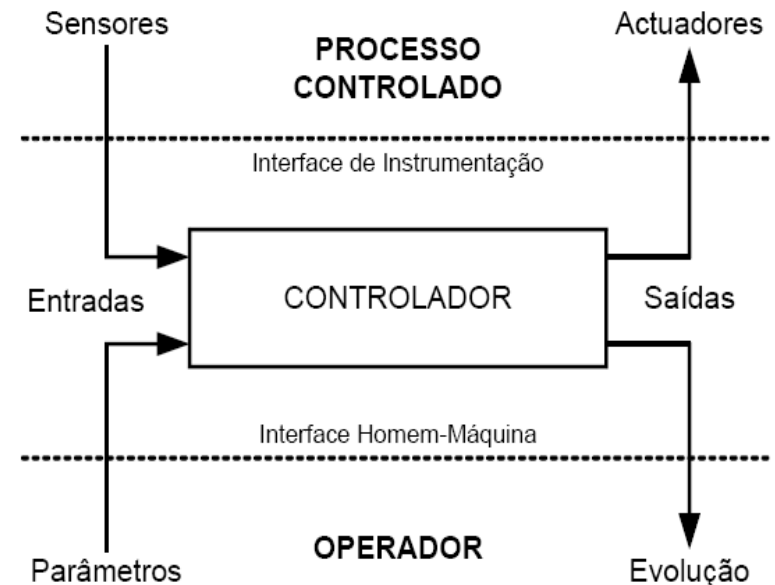 Sensores
Actuadores
PROCESSO
CONTROLADO
Interface de Instrumentação
Entradas
CONTROLADOR
Saídas
Interface Homem-Máquina
OPERADOR
Parâmetros
Evolução